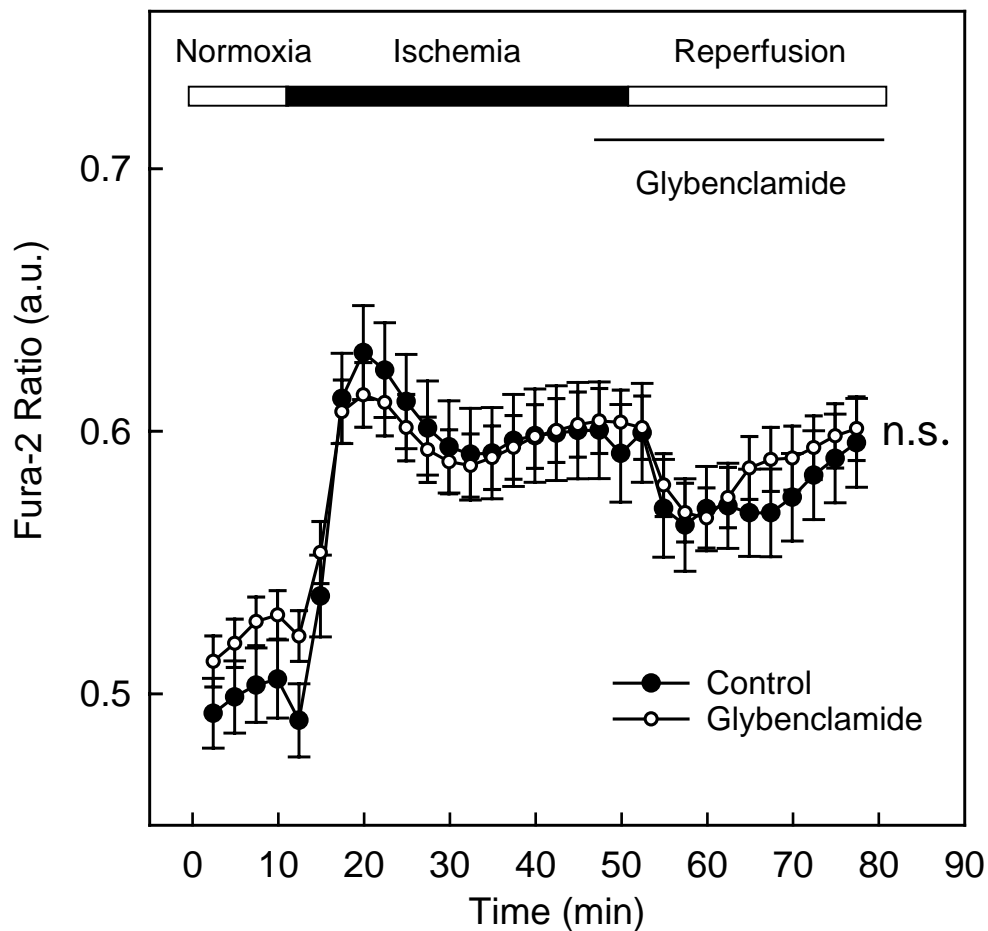 Normoxia Ischemia Reperfusion
Glybenclamide
0.7
0.6
0.5
Fura-2 Ratio (a.u.)
n.s.
Control
Glybenclamide
0 10 20 30 40 50 60 70 80 90
Time (min)